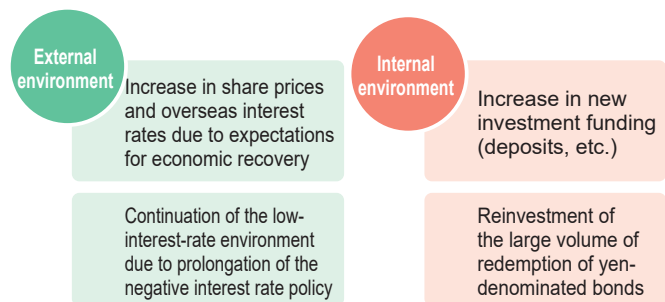 External
environment
Increase in share prices
and overseas interest
rates due to expectations
for economic recovery
Continuation of the low-
interest-rate environment
due to prolongation of the
negative interest rate policy
Internal
environment
Increase in new
investment funding
(deposits, etc.)
Reinvestment of
the large volume of
redemption of yen-
denominated bonds